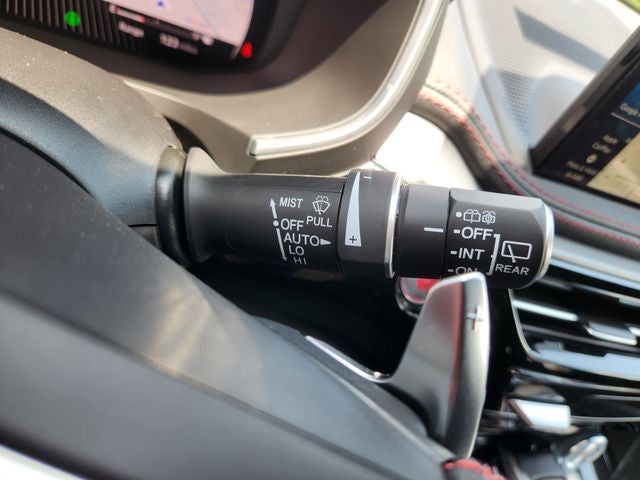 MIST
OFF PULL
AUTO
LO
HI
- +
OFF
INT
ON
REAR
+